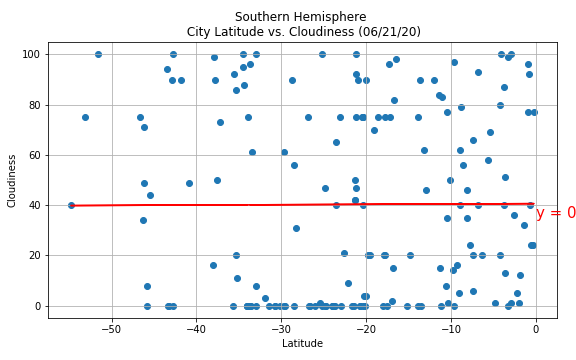 Southern Hemisphere
City Latitude vs. Cloudiness (06/21/20)
Cloudiness
100
80
60
40
20
0
y = 0
−50
−40
−30
−20
−10
0
Latitude